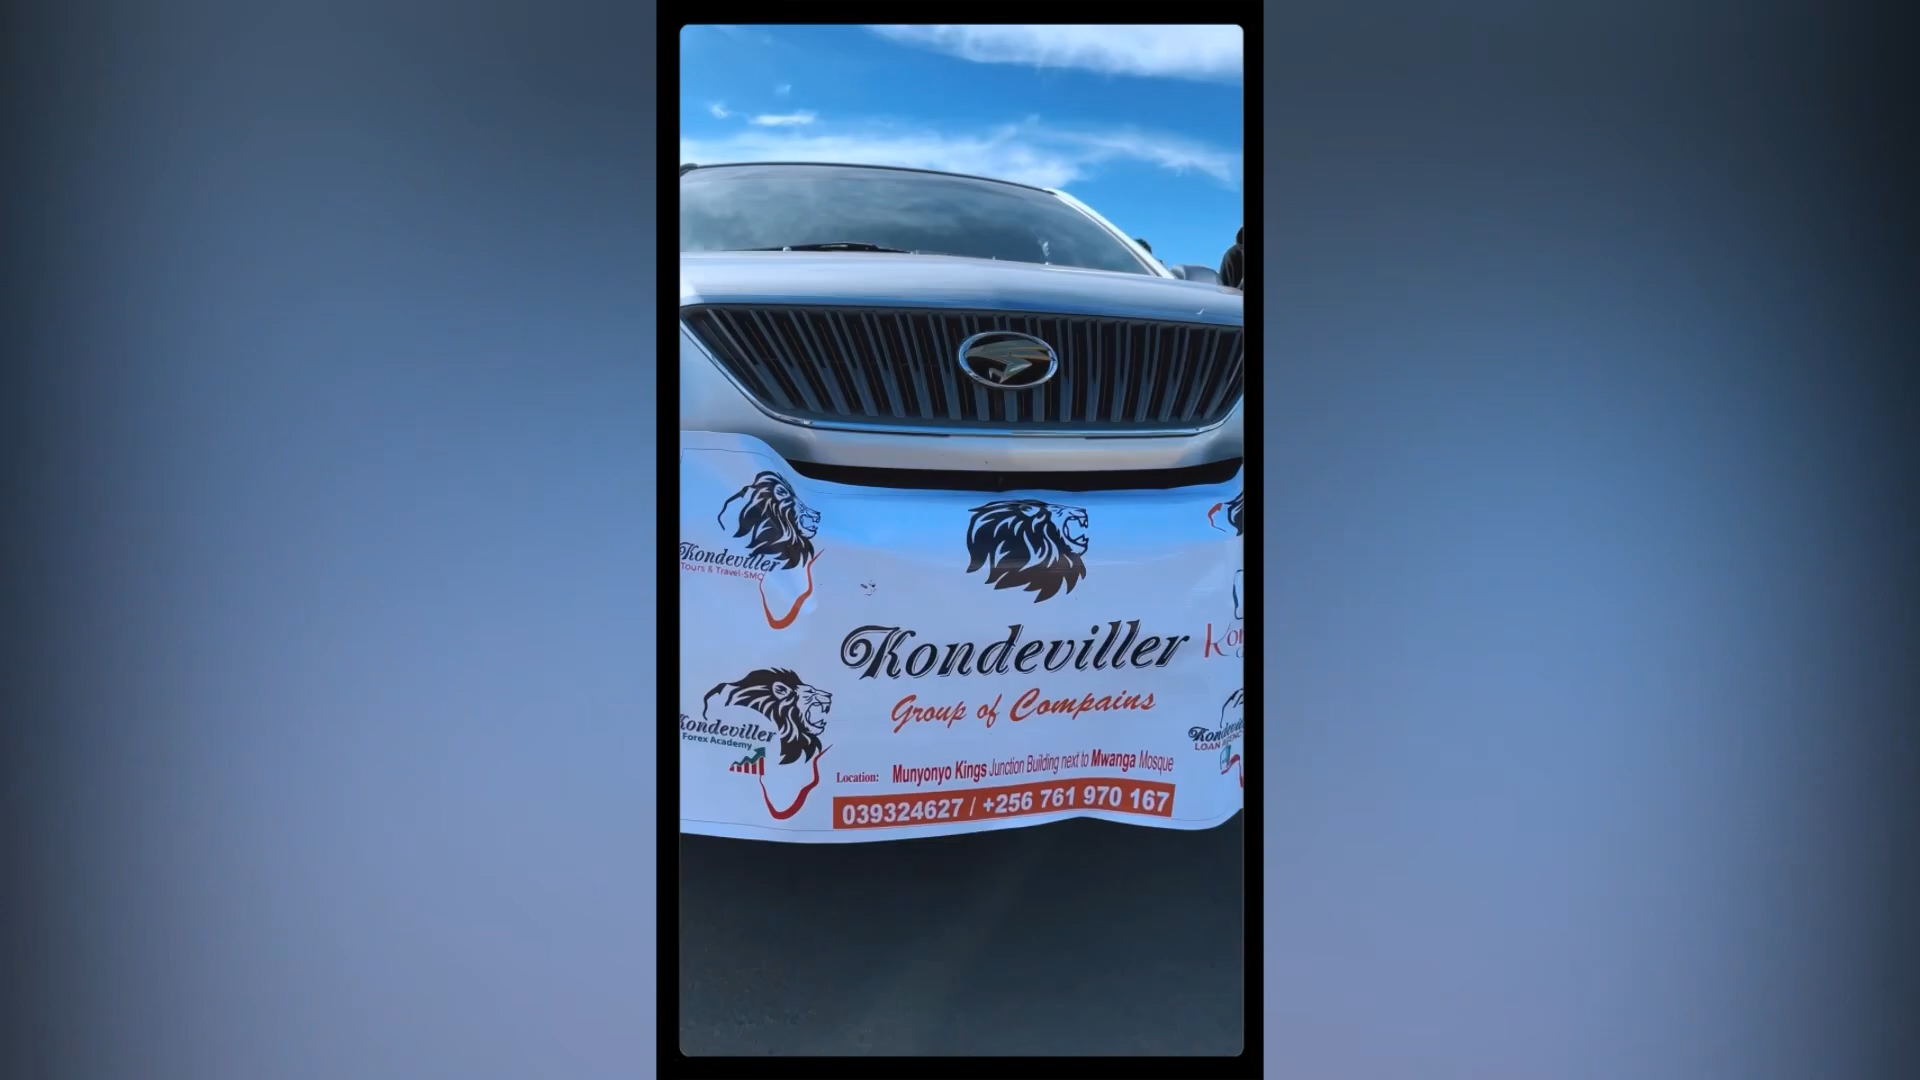 Kondeviller
Tours & Travel-SMC
Kondeviller
Group of Compains
Kondeviller
Forex Academy
LOAN
Location: Munyonyo Kings Junction Building next to Mwanga Mosque
039324627 / +256 761 970 167